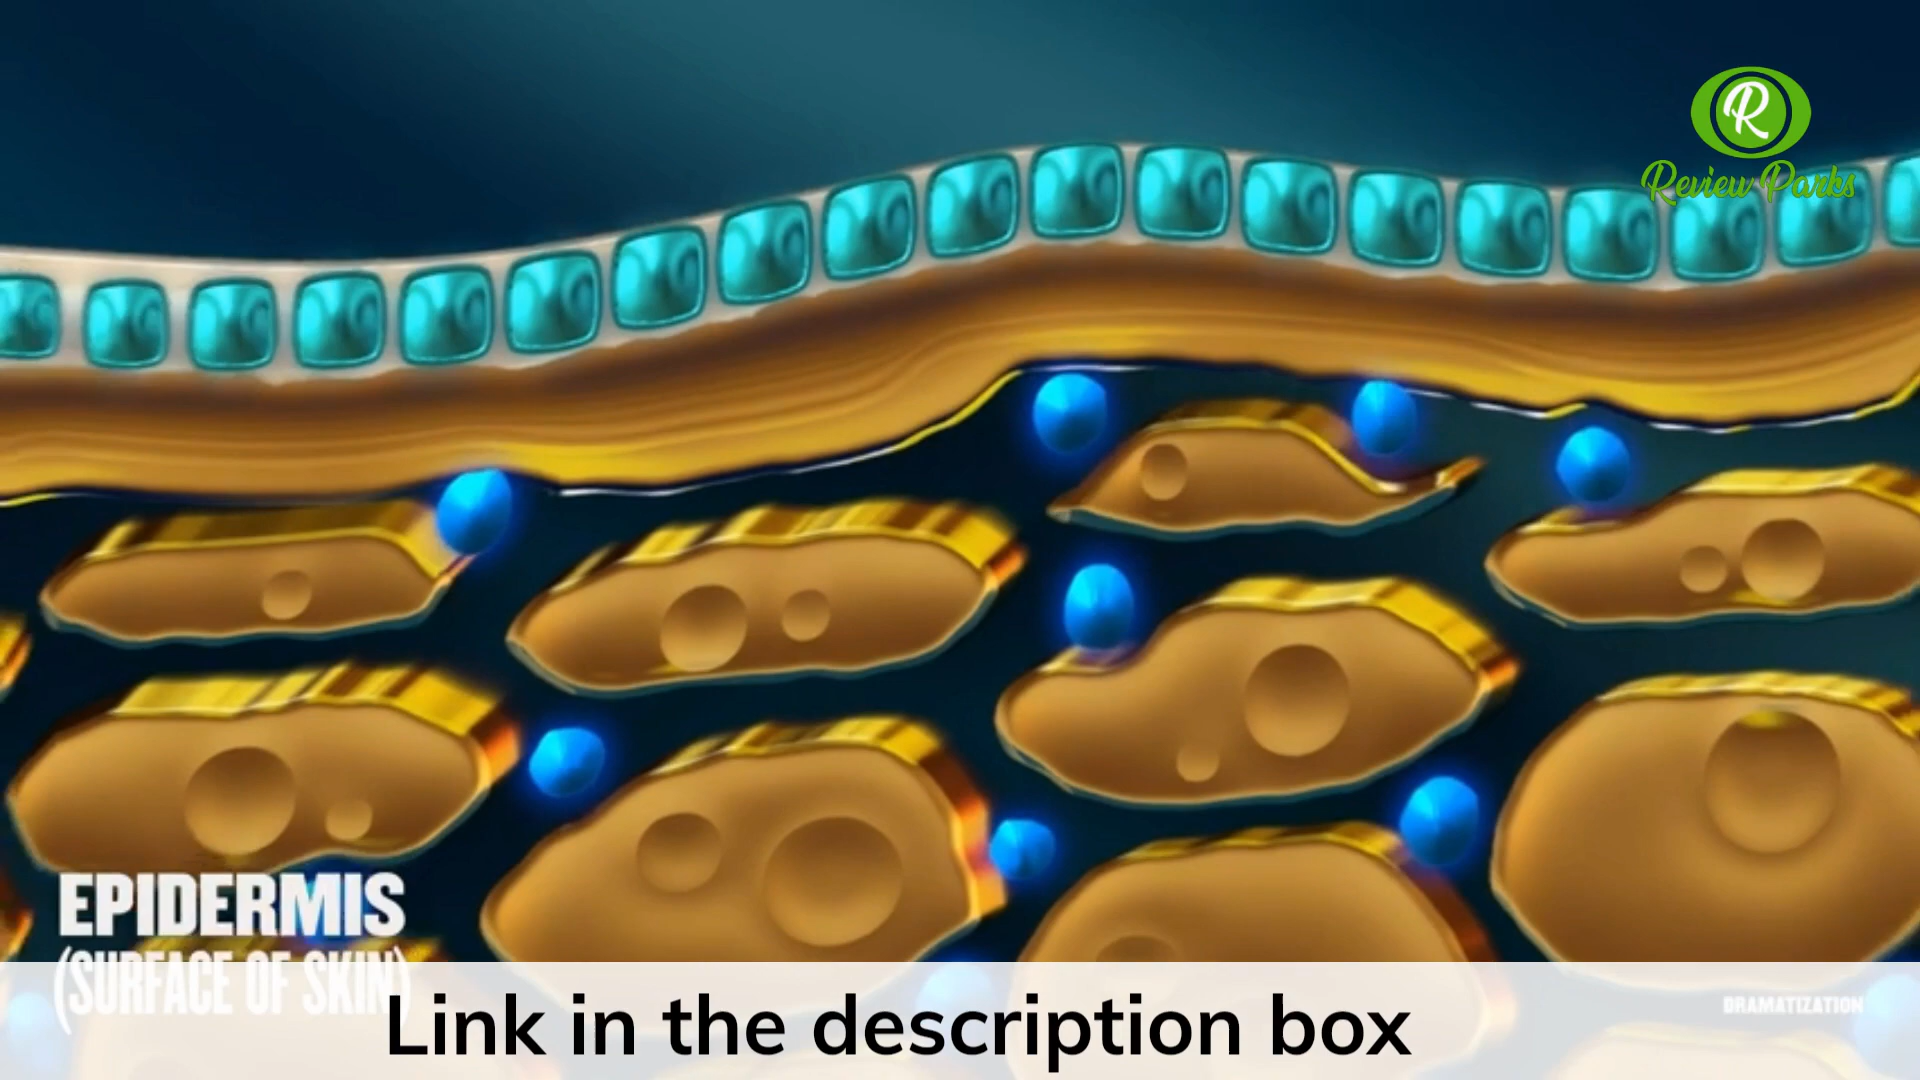 R
Review Parks
EPIDERMIS
(SURFACE OF SKIN)
DRAMATIZATION
Link in the description box